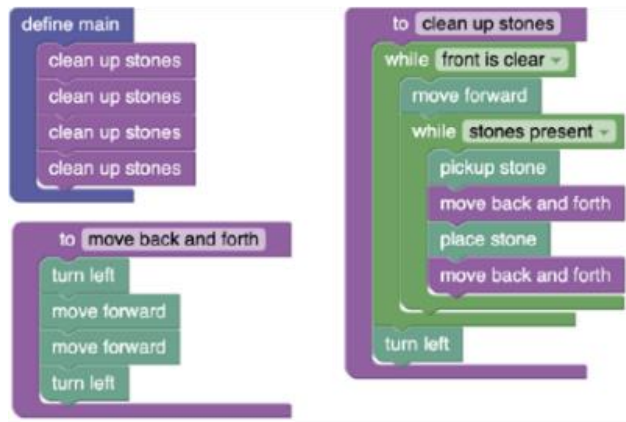 define main
clean up stones
clean up stones
clean up stones
clean up stones
to move back and forth
turn left
move forward
move forward
turn left
to clean up stones
while front is clear
move forward
while stones present
pickup stone
move back and forth
place stone
move back and forth
turn left